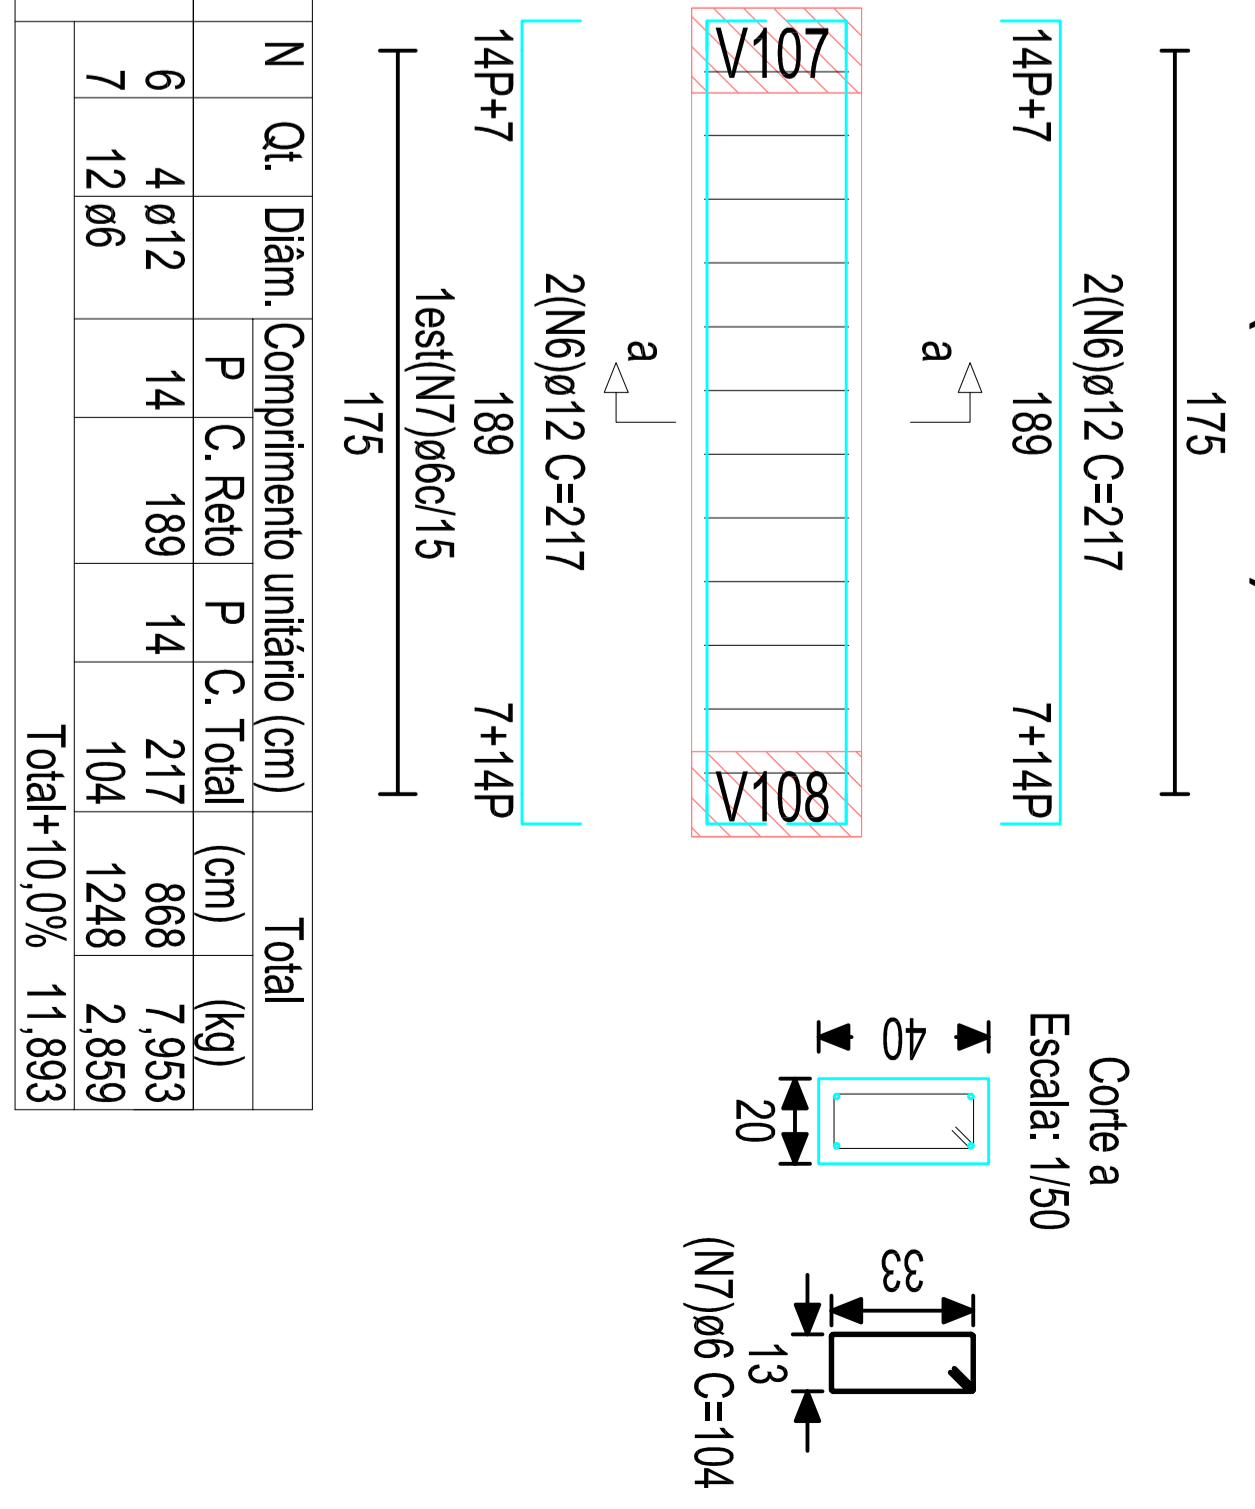 175
2(N6)ø12 C=217
14P+7 189 7+14P
a
V107 V108
a
2(N6)ø12 C=217
14P+7 189 7+14P
1est(N7)ø6c/15
175
Corte a
Escala: 1/50
40
20
33
13
(N7)ø6 C=104
N Qt. Diâm. Comprimento unitário (cm) Total
P C. Reto P C. Total (cm) (kg)
6 4 ø12 14 189 14 217 868 7,953
7 12 ø6 104 1248 2,859
Total+10,0% 11,893